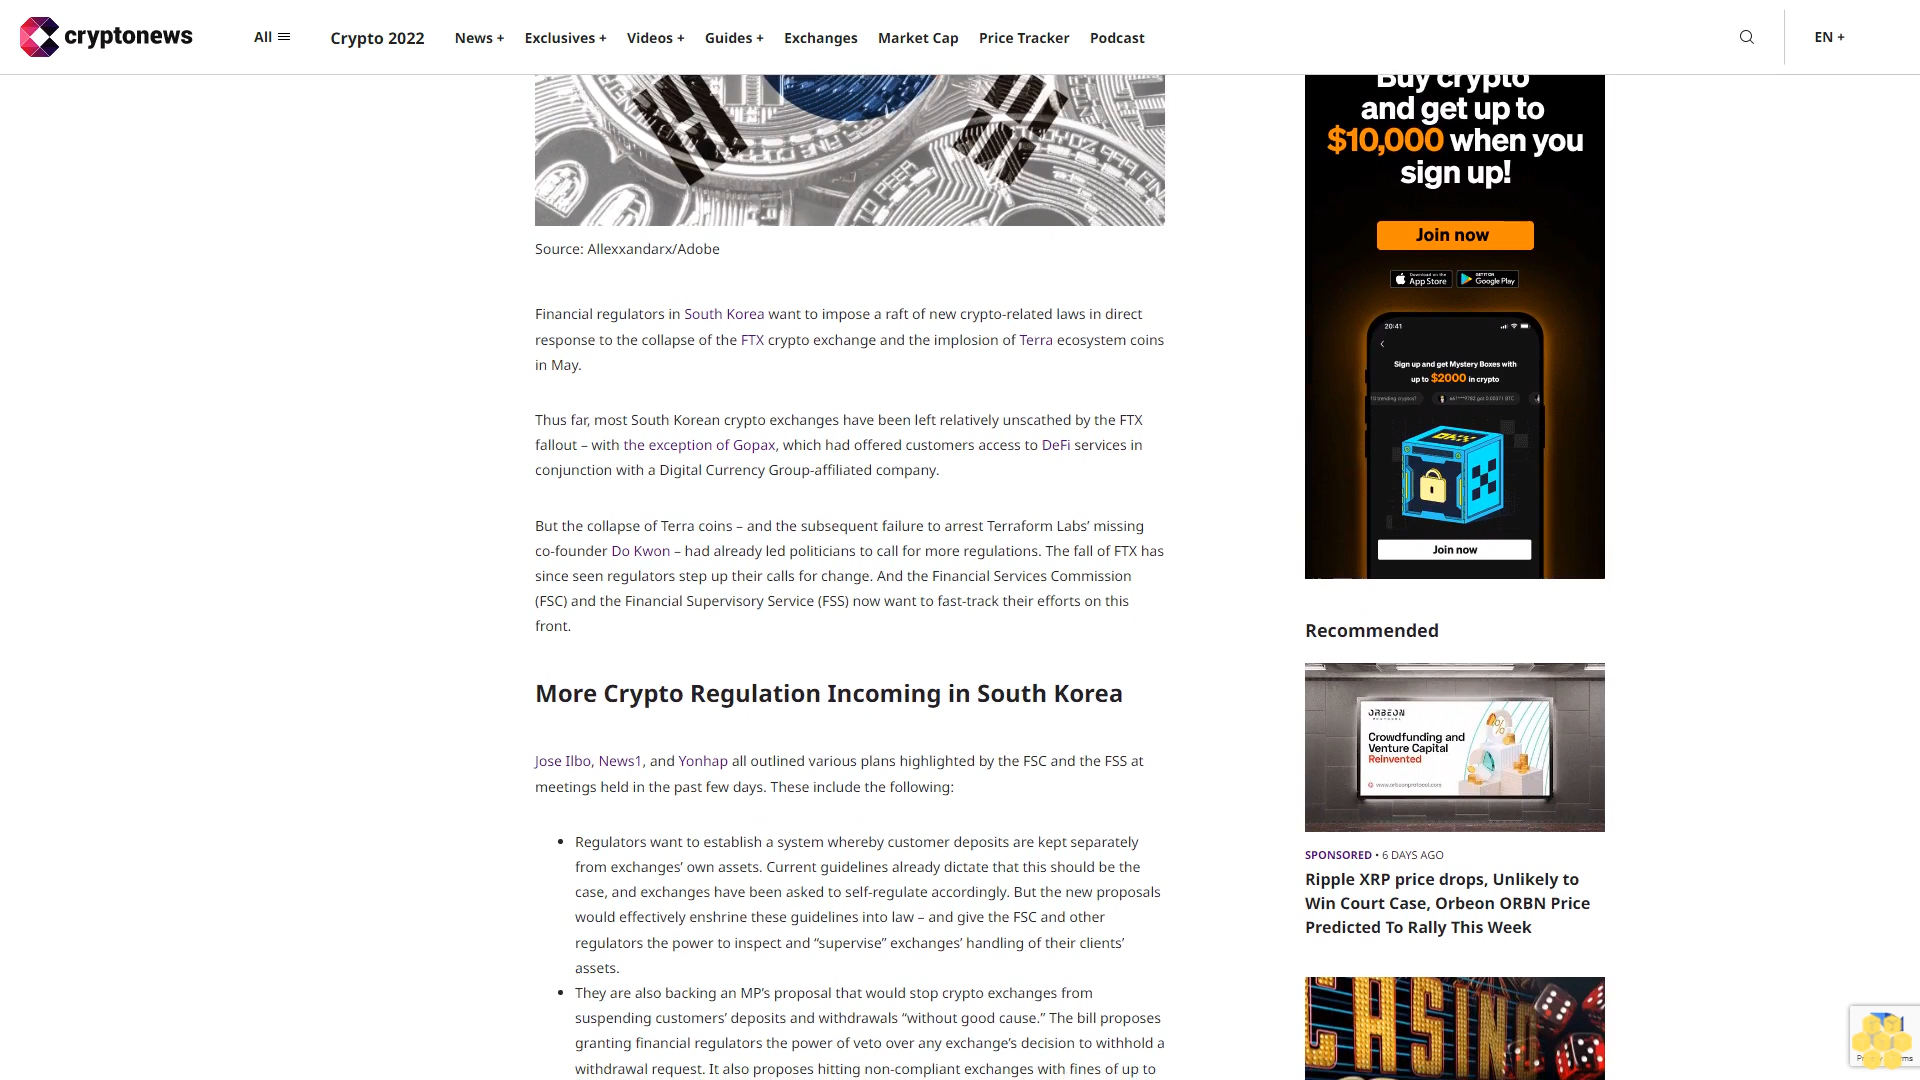 cryptonews
All
Crypto 2022
News +
Exclusives +
Videos +
Guides +
Exchanges
Market Cap
Price Tracker
Podcast
EN +
Source: Allexxandarx/Adobe
Financial regulators in South Korea want to impose a raft of new crypto-related laws in direct
response to the collapse of the FTX crypto exchange and the implosion of Terra ecosystem coins
in May.
Thus far, most South Korean crypto exchanges have been left relatively unscathed by the FTX
fallout – with the exception of Gopax, which had offered customers access to DeFi services in
conjunction with a Digital Currency Group-affiliated company.
But the collapse of Terra coins – and the subsequent failure to arrest Terraform Labs’ missing
co-founder Do Kwon – had already led politicians to call for more regulations. The fall of FTX has
since seen regulators step up their calls for change. And the Financial Services Commission
(FSC) and the Financial Supervisory Service (FSS) now want to fast-track their efforts on this
front.
More Crypto Regulation Incoming in South Korea
Jose Ilbo, News1, and Yonhap all outlined various plans highlighted by the FSC and the FSS at
meetings held in the past few days. These include the following:
Regulators want to establish a system whereby customer deposits are kept separately
from exchanges’ own assets. Current guidelines already dictate that this should be the
case, and exchanges have been asked to self-regulate accordingly. But the new proposals
would effectively enshrine these guidelines into law – and give the FSC and other
regulators the power to inspect and “supervise” exchanges’ handling of their clients’
assets.
They are also backing an MP’s proposal that would stop crypto exchanges from
suspending customers’ deposits and withdrawals “without good cause.” The bill proposes
granting financial regulators the power of veto over any exchange’s decision to withhold a
withdrawal request. It also proposes hitting non-compliant exchanges with fines of up to
Buy crypto
and get up to
$10,000 when you
sign up!
Join now
Download on the
App Store
GET IT ON
Google Play
20:41
Sign up and get Mystery Boxes with
up to $2000 in crypto
OKX
Join now
Recommended
ORBEON
PROTOCOL
Crowdfunding and
Venture Capital
Reinvented
www.orbeonprotocol.com
SPONSORED • 6 DAYS AGO
Ripple XRP price drops, Unlikely to
Win Court Case, Orbeon ORBN Price
Predicted To Rally This Week
CASINO